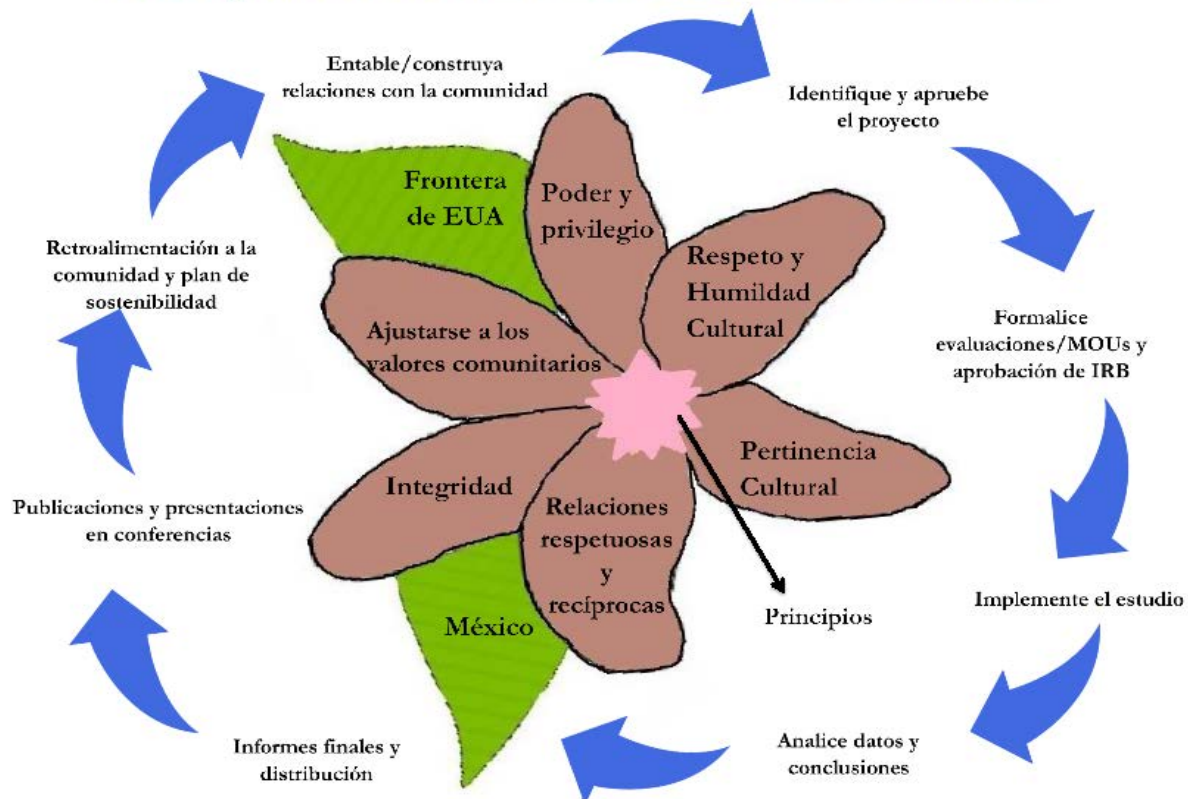 Entable/construya
relaciones con la comunidad
Identifique y apruebe
el proyecto
Formalice
evaluaciones/MOUs y
aprobación de IRB
Implemente el estudio
Analice datos y
conclusiones
Informes finales y
distribución
Publicaciones y presentaciones
en conferencias
Retroalimentación a la
comunidad y plan de
sostenibilidad
Frontera
de EUA
Poder y
privilegio
Respeto y
Humildad
Cultural
Pertinencia
Cultural
Relaciones
respetuosas
y
recíprocas
Integridad
Ajustarse a los
valores comunitarios
México
Principios